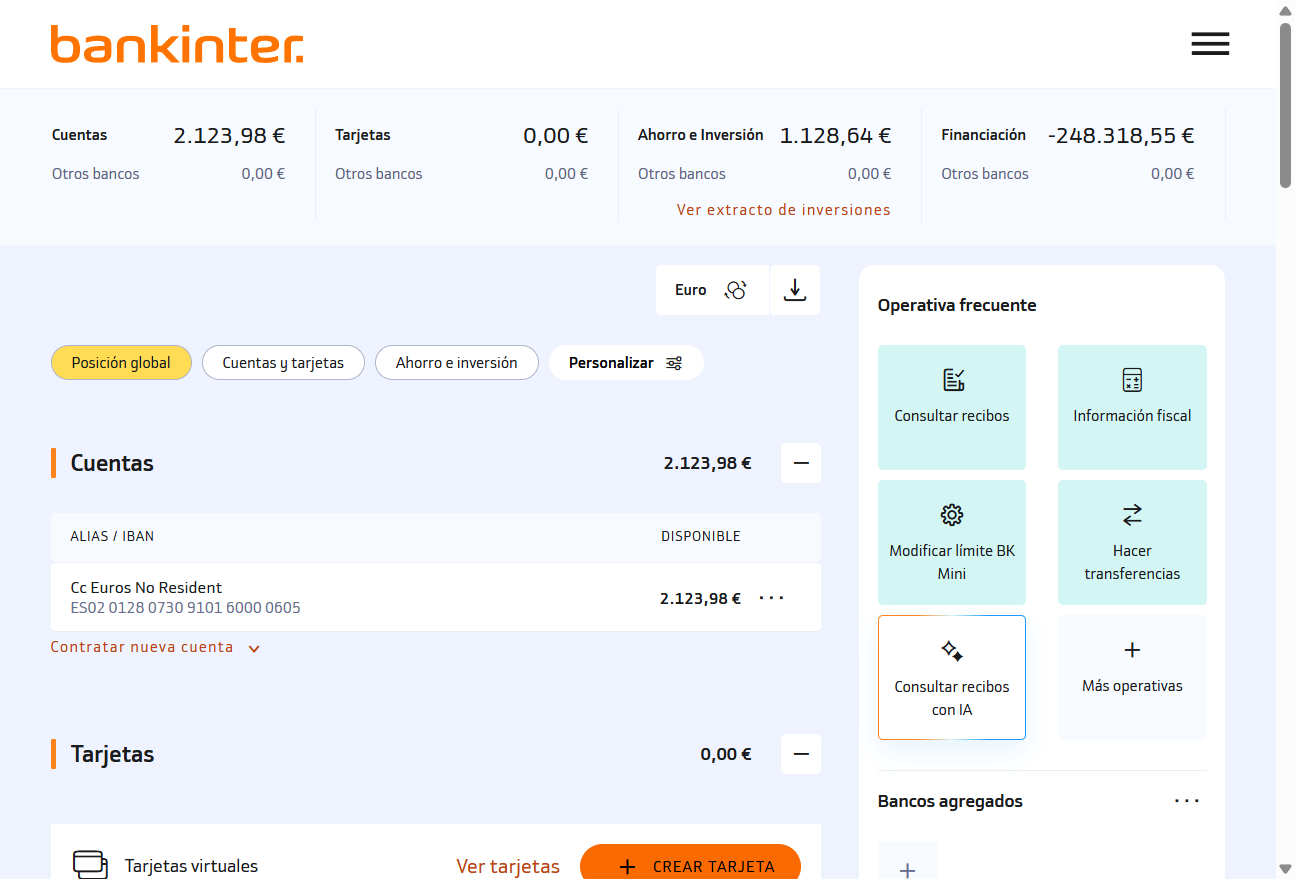 bankinter.
Cuentas 2.123,98 €
Otros bancos 0,00 €
Tarjetas 0,00 €
Otros bancos 0,00 €
Ahorro e Inversión 1.128,64 €
Otros bancos 0,00 €
Ver extracto de inversiones
Financiación -248.318,55 €
Otros bancos 0,00 €
Euro
Posición global
Cuentas y tarjetas
Ahorro e inversión
Personalizar
Cuentas 2.123,98 €
ALIAS / IBAN DISPONIBLE
Cc Euros No Resident
ES02 0128 0730 9101 6000 0605
2.123,98 €
Contratar nueva cuenta
Tarjetas 0,00 €
Tarjetas virtuales Ver tarjetas + CREAR TARJETA
Operativa frecuente
Consultar recibos
Información fiscal
Modificar límite BK
Mini
Hacer
transferencias
Consultar recibos
con IA
Más operativas
Bancos agregados